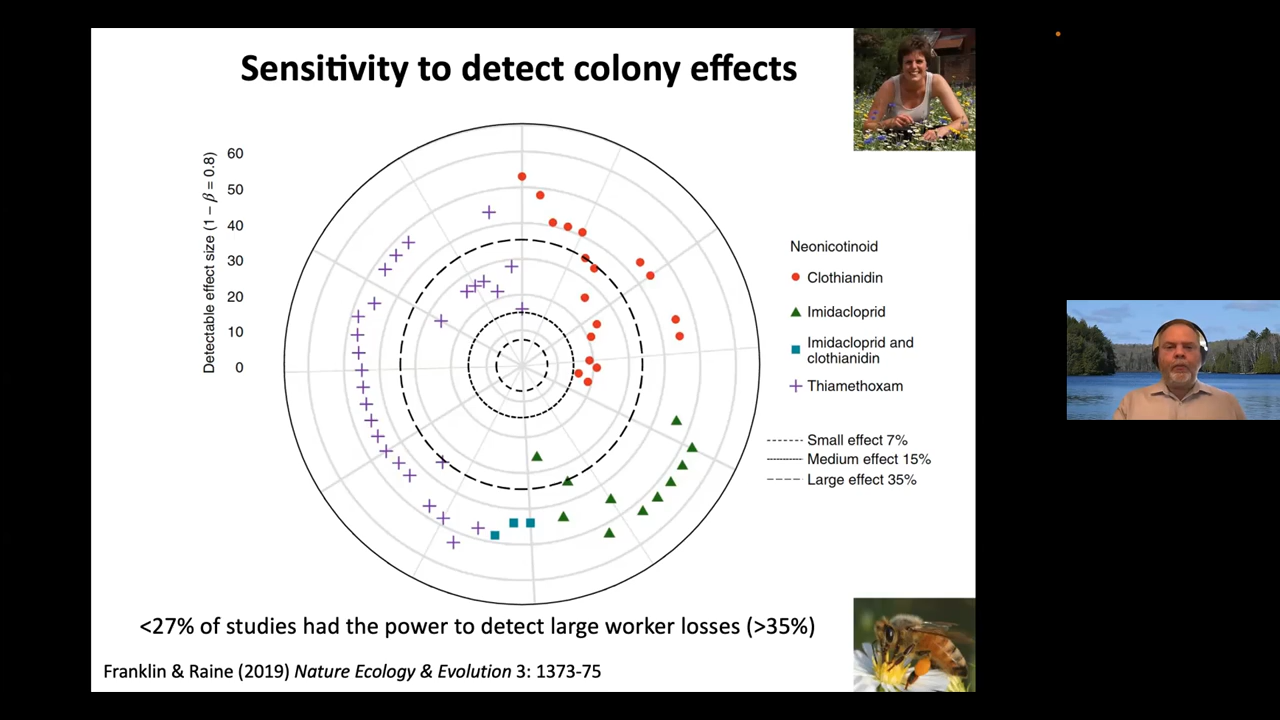 Sensitivity to detect colony effects
Detectable effect size (1 − β = 0.8)
60
50
40
30
20
10
0
Neonicotinoid
Clothianidin
Imidacloprid
Imidacloprid and
clothianidin
Thiamethoxam
Small effect 7%
Medium effect 15%
Large effect 35%
<27% of studies had the power to detect large worker losses (>35%)
Franklin & Raine (2019) Nature Ecology & Evolution 3: 1373-75